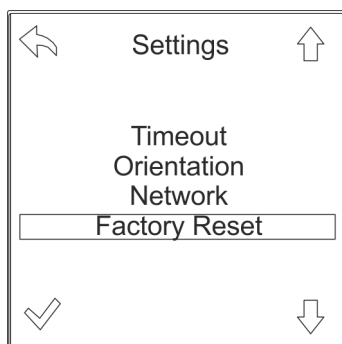 Settings
Timeout
Orientation
Network
Factory Reset